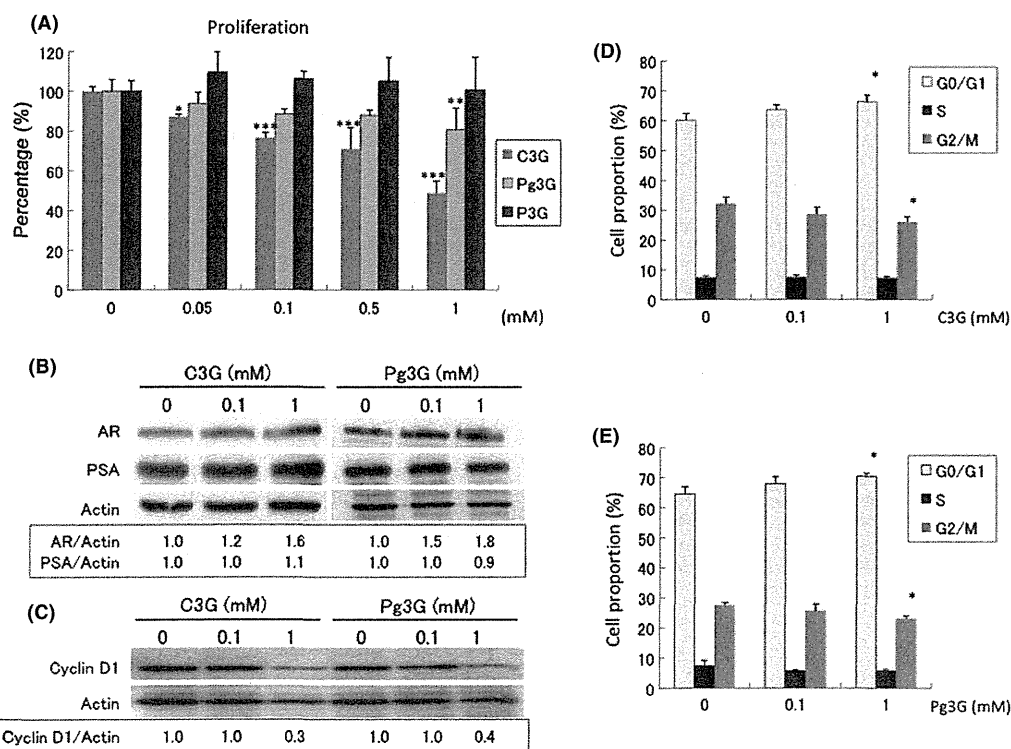 (A)
Proliferation
Percentage (%)
120
100
80
60
40
20
0
*
***
***
***
**
0 0.05 0.1 0.5 1 (mM)
C3G
Pg3G
P3G
(B)
C3G (mM) Pg3G (mM)
0 0.1 1 0 0.1 1
AR
PSA
Actin
AR/Actin 1.0 1.2 1.6 1.0 1.5 1.8
PSA/Actin 1.0 1.0 1.1 1.0 1.0 0.9
(C)
C3G (mM) Pg3G (mM)
0 0.1 1 0 0.1 1
Cyclin D1
Actin
Cyclin D1/Actin 1.0 1.0 0.3 1.0 1.0 0.4
(D)
Cell proportion (%)
80
70
60
50
40
30
20
10
0
*
*
0 0.1 1 C3G (mM)
G0/G1
S
G2/M
(E)
Cell proportion (%)
80
70
60
50
40
30
20
10
0
*
*
0 0.1 1 Pg3G (mM)
G0/G1
S
G2/M